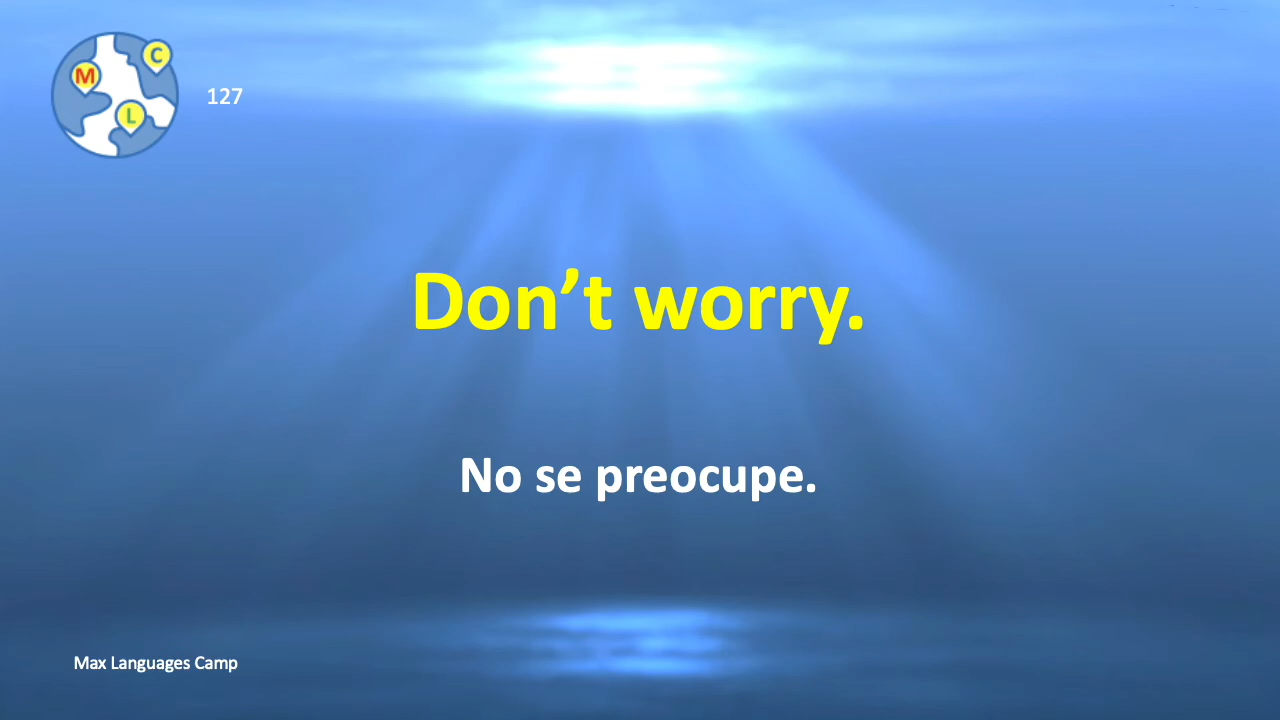 C
M
L
127
Don’t worry.
No se preocupe.
Max Languages Camp